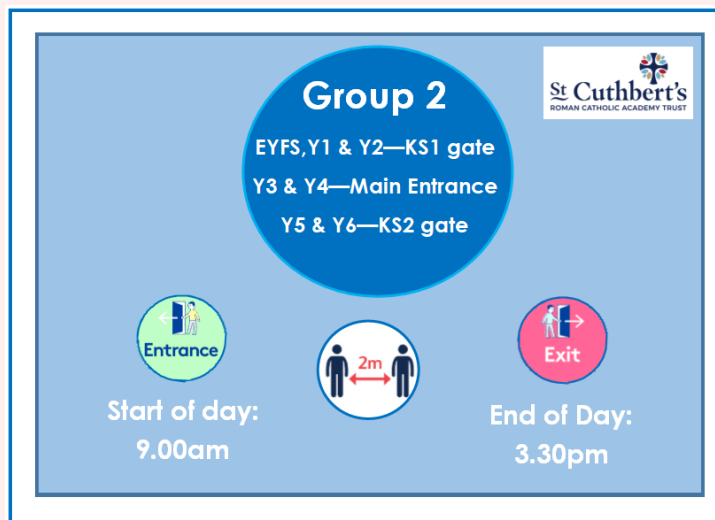 Group 2
St Cuthbert's
ROMAN CATHOLIC ACADEMY TRUST
EYFS,Y1 & Y2—KS1 gate
Y3 & Y4—Main Entrance
Y5 & Y6—KS2 gate
Entrance
2m
Exit
Start of day:
9.00am
End of Day:
3.30pm